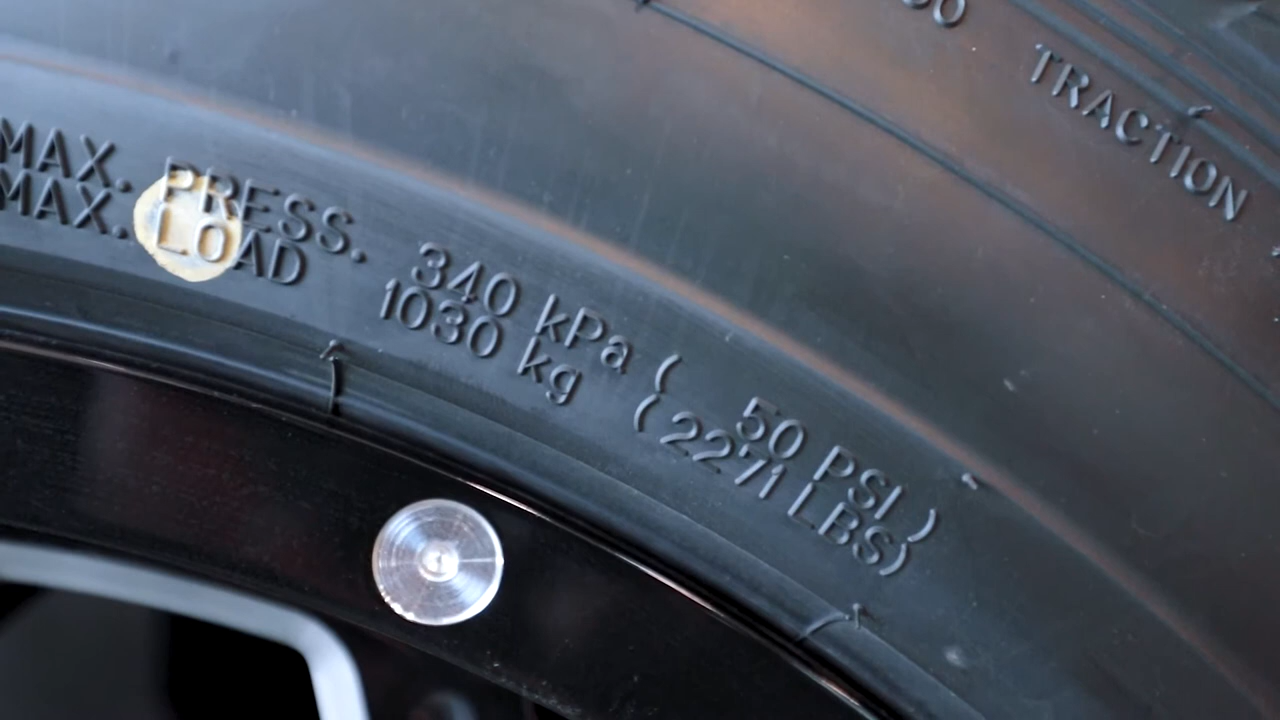 TRACTION
MAX. PRESS. 340 kPa ( 50 PSI )
MAX. LOAD 1030 kg (2271 LBS)